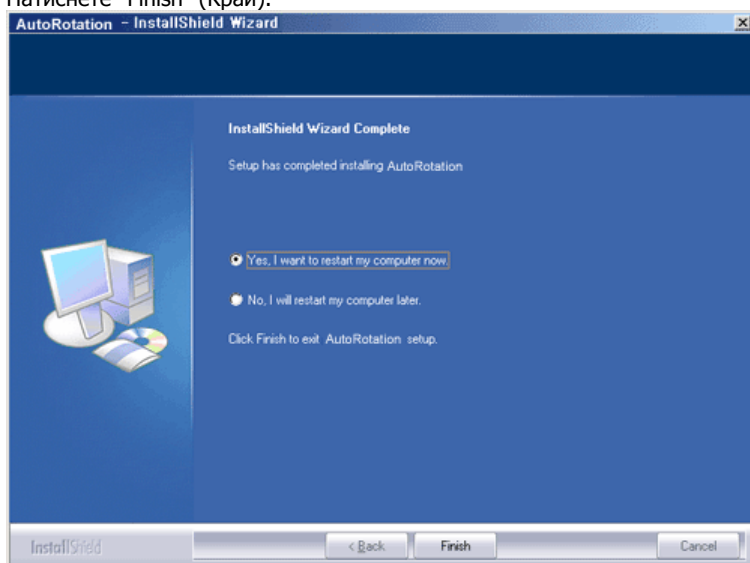 Натиснете "Finish" (Край).
AutoRotation - InstallShield Wizard
InstallShield Wizard Complete
Setup has completed installing AutoRotation
Yes, I want to restart my computer now.
No, I will restart my computer later.
Click Finish to exit AutoRotation setup.
InstallShield
< Back
Finish
Cancel